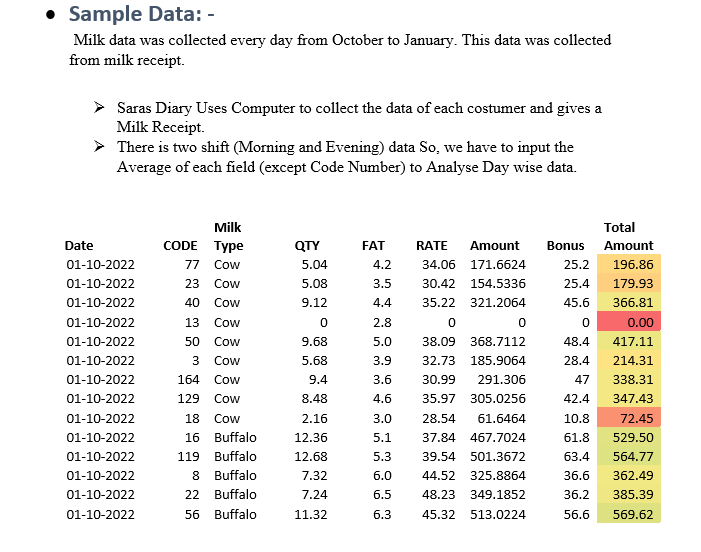 • Sample Data: -
Milk data was collected every day from October to January. This data was collected
from milk receipt.
➢ Saras Diary Uses Computer to collect the data of each costumer and gives a
Milk Receipt.
➢ There is two shift (Morning and Evening) data So, we have to input the
Average of each field (except Code Number) to Analyse Day wise data.
Date CODE Milk Type QTY FAT RATE Amount Bonus Total Amount
01-10-2022 77 Cow 5.04 4.2 34.06 171.6624 25.2 196.86
01-10-2022 23 Cow 5.08 3.5 30.42 154.5336 25.4 179.93
01-10-2022 40 Cow 9.12 4.4 35.22 321.2064 45.6 366.81
01-10-2022 13 Cow 0 2.8 0 0 0 0.00
01-10-2022 50 Cow 9.68 5.0 38.09 368.7112 48.4 417.11
01-10-2022 3 Cow 5.68 3.9 32.73 185.9064 28.4 214.31
01-10-2022 164 Cow 9.4 3.6 30.99 291.306 47 338.31
01-10-2022 129 Cow 8.48 4.6 35.97 305.0256 42.4 347.43
01-10-2022 18 Cow 2.16 3.0 28.54 61.6464 10.8 72.45
01-10-2022 16 Buffalo 12.36 5.1 37.84 467.7024 61.8 529.50
01-10-2022 119 Buffalo 12.68 5.3 39.54 501.3672 63.4 564.77
01-10-2022 8 Buffalo 7.32 6.0 44.52 325.8864 36.6 362.49
01-10-2022 22 Buffalo 7.24 6.5 48.23 349.1852 36.2 385.39
01-10-2022 56 Buffalo 11.32 6.3 45.32 513.0224 56.6 569.62